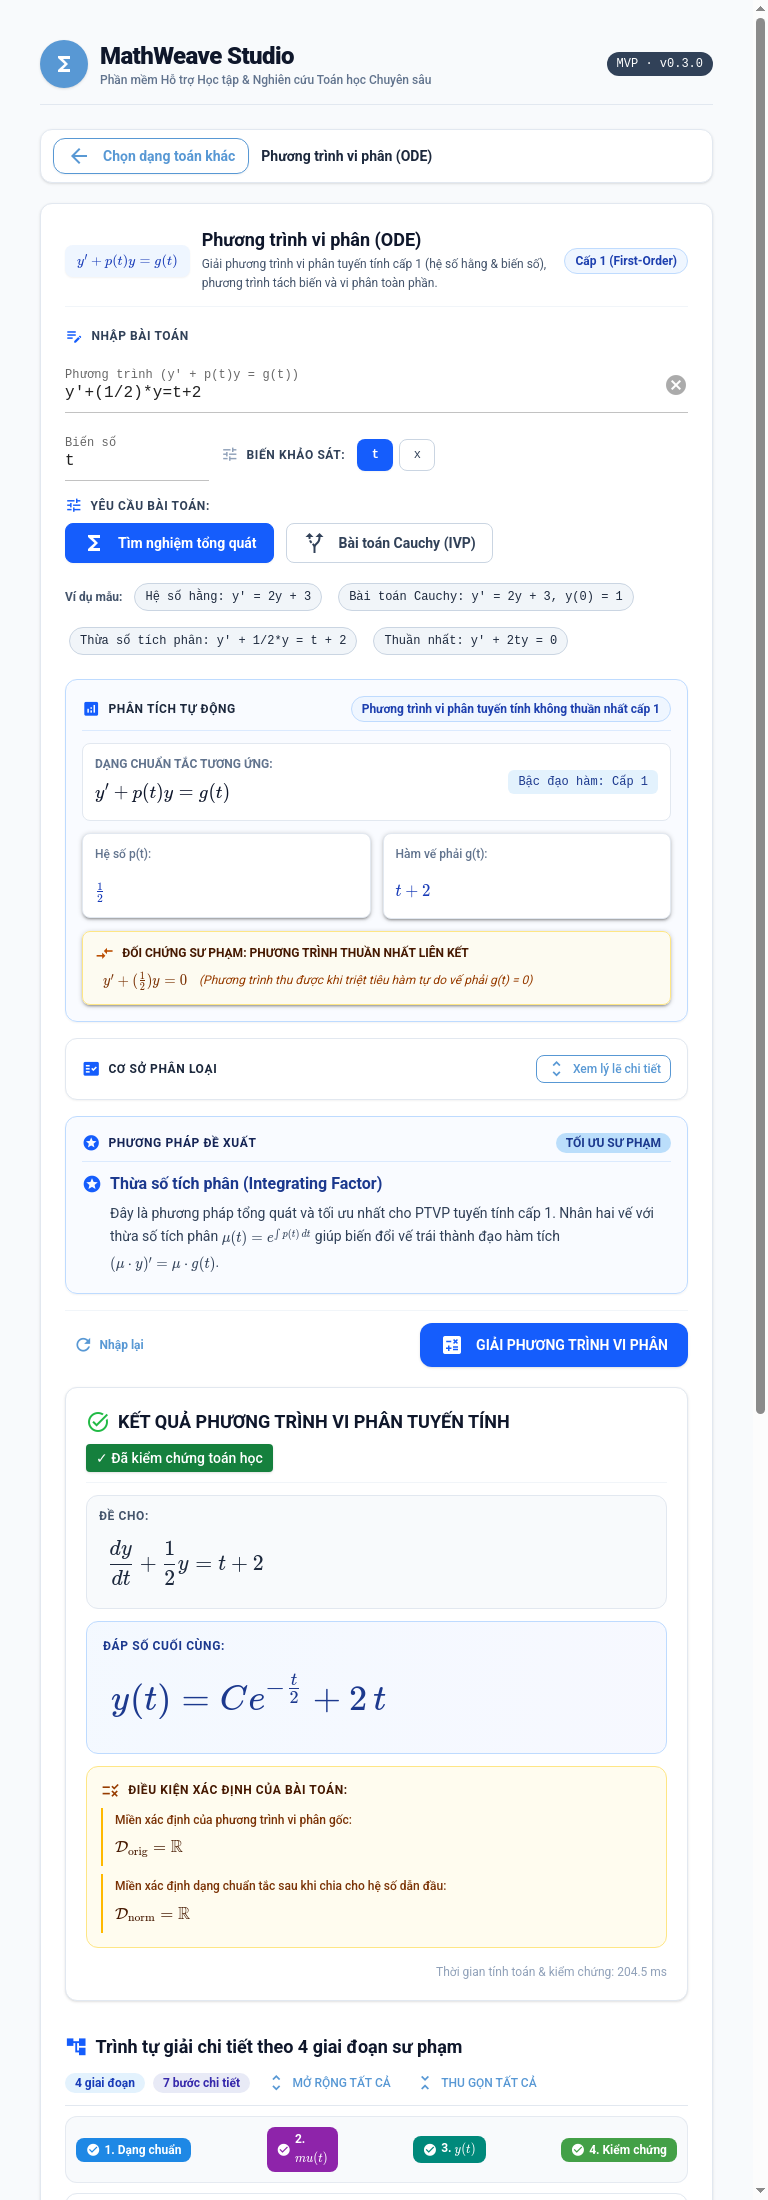 Σ MathWeave Studio
Phần mềm Hỗ trợ Học tập & Nghiên cứu Toán học Chuyên sâu
MVP · v0.3.0
Chọn dạng toán khác
Phương trình vi phân (ODE)
y′ + p(t)y = g(t)
Phương trình vi phân (ODE)
Giải phương trình vi phân tuyến tính cấp 1 (hệ số hằng & biến số),
phương trình tách biến và vi phân toàn phần.
Cấp 1 (First-Order)
NHẬP BÀI TOÁN
Phương trình (y' + p(t)y = g(t))
y'+(1/2)*y=t+2
Biến số
t
BIẾN KHẢO SÁT:
t
x
YÊU CẦU BÀI TOÁN:
Σ Tìm nghiệm tổng quát
Bài toán Cauchy (IVP)
Ví dụ mẫu:
Hệ số hằng: y' = 2y + 3
Bài toán Cauchy: y' = 2y + 3, y(0) = 1
Thừa số tích phân: y' + 1/2*y = t + 2
Thuần nhất: y' + 2ty = 0
PHÂN TÍCH TỰ ĐỘNG
Phương trình vi phân tuyến tính không thuần nhất cấp 1
DẠNG CHUẨN TẮC TƯƠNG ỨNG:
y′ + p(t)y = g(t)
Bậc đạo hàm: Cấp 1
Hệ số p(t):
1/2
Hàm vế phải g(t):
t + 2
ĐỐI CHỨNG SƯ PHẠM: PHƯƠNG TRÌNH THUẦN NHẤT LIÊN KẾT
y′ + (1/2)y = 0 (Phương trình thu được khi triệt tiêu hàm tự do vế phải g(t) = 0)
CƠ SỞ PHÂN LOẠI
Xem lý lẽ chi tiết
PHƯƠNG PHÁP ĐỀ XUẤT
TỐI ƯU SƯ PHẠM
Thừa số tích phân (Integrating Factor)
Đây là phương pháp tổng quát và tối ưu nhất cho PTVP tuyến tính cấp 1. Nhân hai vế với
thừa số tích phân μ(t) = e^{∫ p(t) dt} giúp biến đổi vế trái thành đạo hàm tích
(μ · y)′ = μ · g(t).
Nhập lại
GIẢI PHƯƠNG TRÌNH VI PHÂN
KẾT QUẢ PHƯƠNG TRÌNH VI PHÂN TUYẾN TÍNH
✓ Đã kiểm chứng toán học
ĐỀ CHO:
dy/dt + 1/2 y = t + 2
ĐÁP SỐ CUỐI CÙNG:
y(t) = Ce^{−t/2} + 2 t
ĐIỀU KIỆN XÁC ĐỊNH CỦA BÀI TOÁN:
Miền xác định của phương trình vi phân gốc:
𝒟_orig = ℝ
Miền xác định dạng chuẩn tắc sau khi chia cho hệ số dẫn đầu:
𝒟_norm = ℝ
Thời gian tính toán & kiểm chứng: 204.5 ms
Trình tự giải chi tiết theo 4 giai đoạn sư phạm
4 giai đoạn
7 bước chi tiết
MỞ RỘNG TẤT CẢ
THU GỌN TẤT CẢ
1. Dạng chuẩn
2.
mu(t)
3. y(t)
4. Kiểm chứng